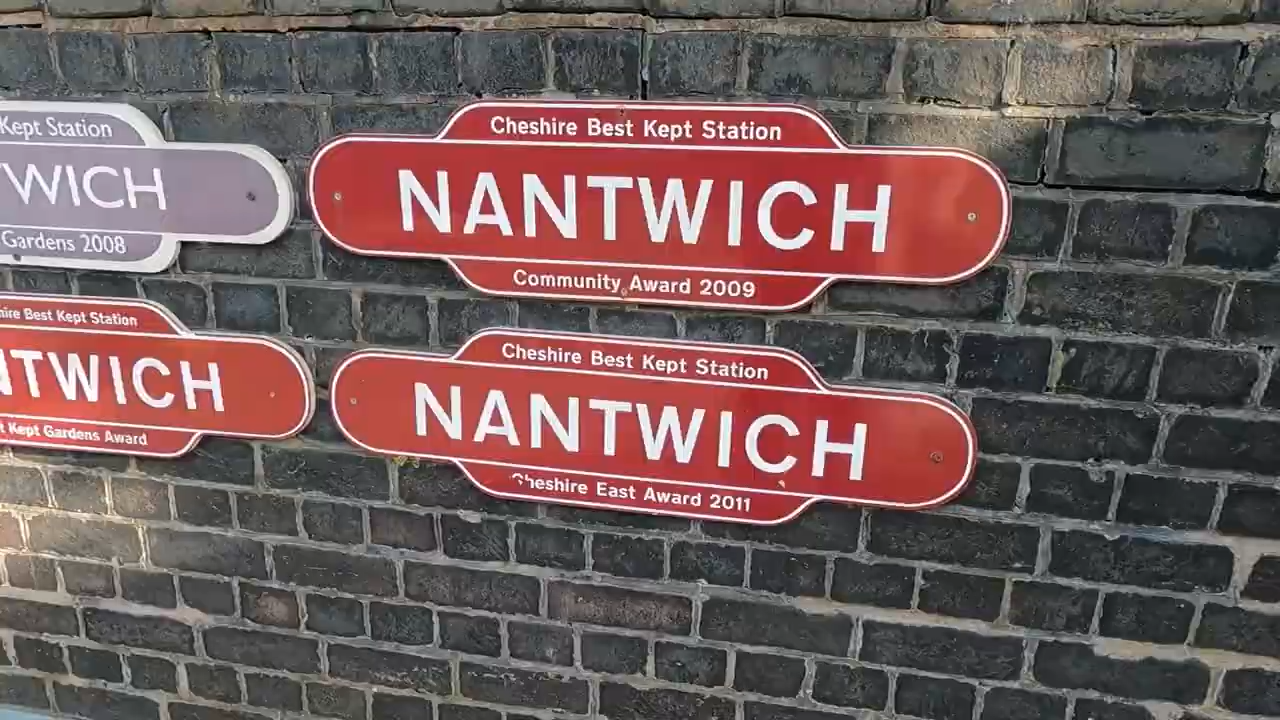 Kept Station
WICH
Gardens 2008
Cheshire Best Kept Station
NANTWICH
Community Award 2009
Best Kept Station
NTWICH
Kept Gardens Award
Cheshire Best Kept Station
NANTWICH
Cheshire East Award 2011